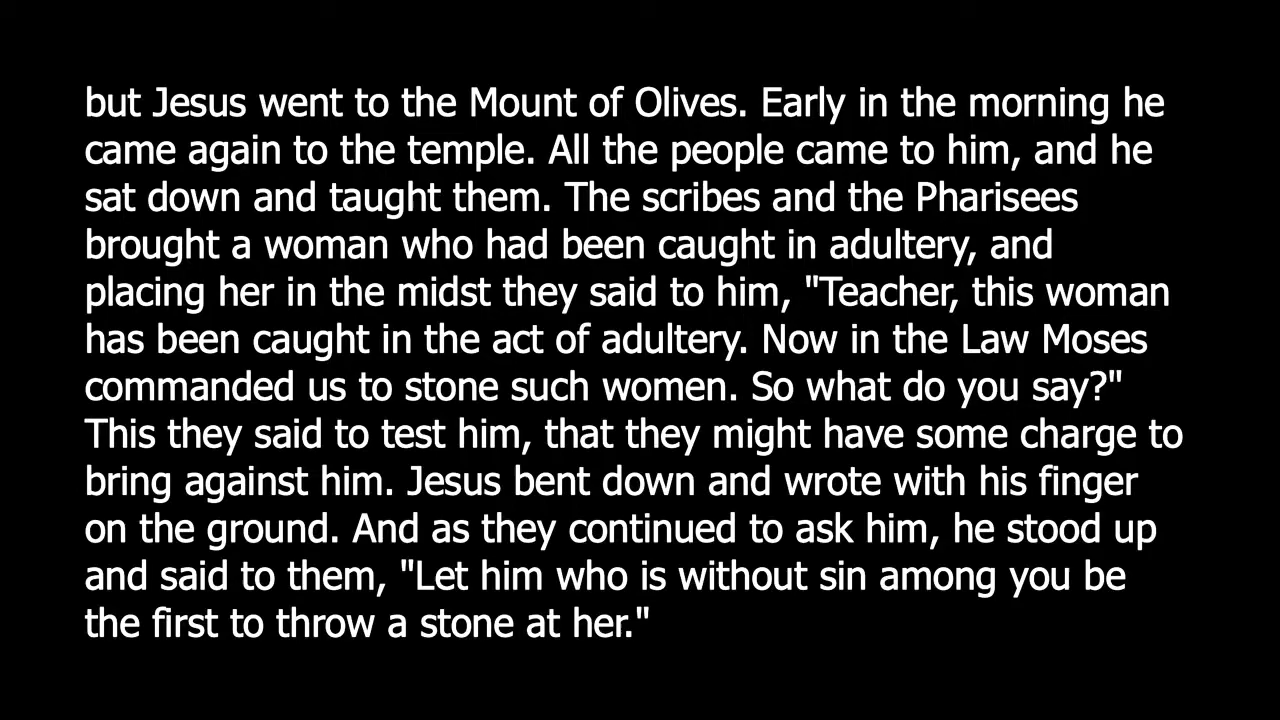 but Jesus went to the Mount of Olives. Early in the morning he
came again to the temple. All the people came to him, and he
sat down and taught them. The scribes and the Pharisees
brought a woman who had been caught in adultery, and
placing her in the midst they said to him, "Teacher, this woman
has been caught in the act of adultery. Now in the Law Moses
commanded us to stone such women. So what do you say?"
This they said to test him, that they might have some charge to
bring against him. Jesus bent down and wrote with his finger
on the ground. And as they continued to ask him, he stood up
and said to them, "Let him who is without sin among you be
the first to throw a stone at her."